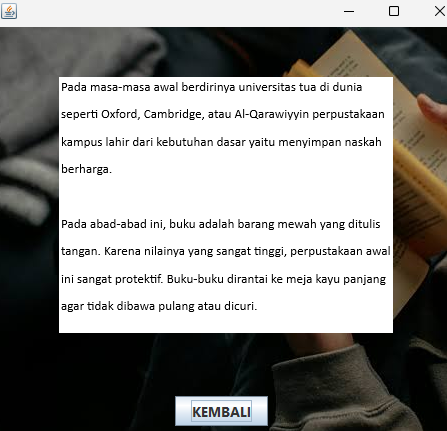 Pada masa-masa awal berdirinya universitas tua di dunia
seperti Oxford, Cambridge, atau Al-Qarawiyyin perpustakaan
kampus lahir dari kebutuhan dasar yaitu menyimpan naskah
berharga.
Pada abad-abad ini, buku adalah barang mewah yang ditulis
tangan. Karena nilainya yang sangat tinggi, perpustakaan awal
ini sangat protektif. Buku-buku dirantai ke meja kayu panjang
agar tidak dibawa pulang atau dicuri.
KEMBALI